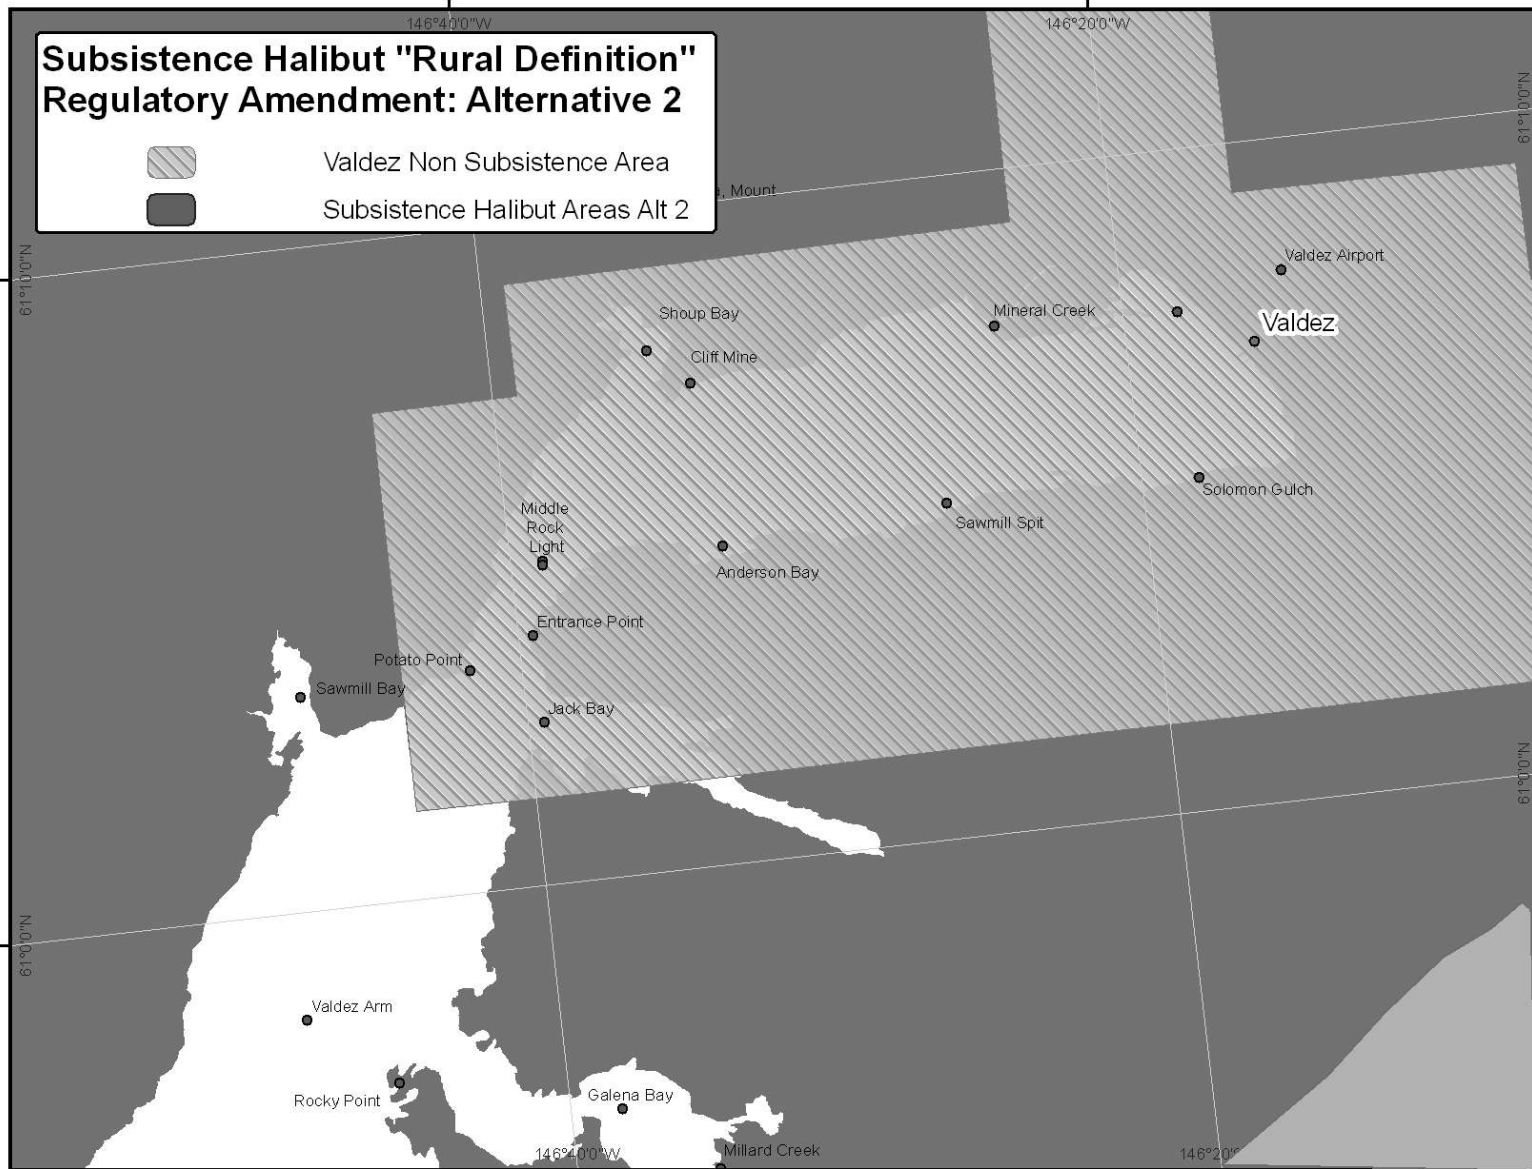 146°40'0"W
146°20'0"W
Subsistence Halibut "Rural Definition"
Regulatory Amendment: Alternative 2
Valdez Non Subsistence Area
Subsistence Halibut Areas Alt 2
, Mount
61°10'0"N
61°10'0"N
Valdez Airport
Shoup Bay
Mineral Creek
Valdez
Cliff Mine
Solomon Gulch
Middle
Rock
Light
Sawmill Spit
Anderson Bay
Entrance Point
Potato Point
Sawmill Bay
Jack Bay
61°0'0"N
61°0'0"N
Valdez Arm
Rocky Point
Galena Bay
Millard Creek
146°40'0"W
146°20'0"